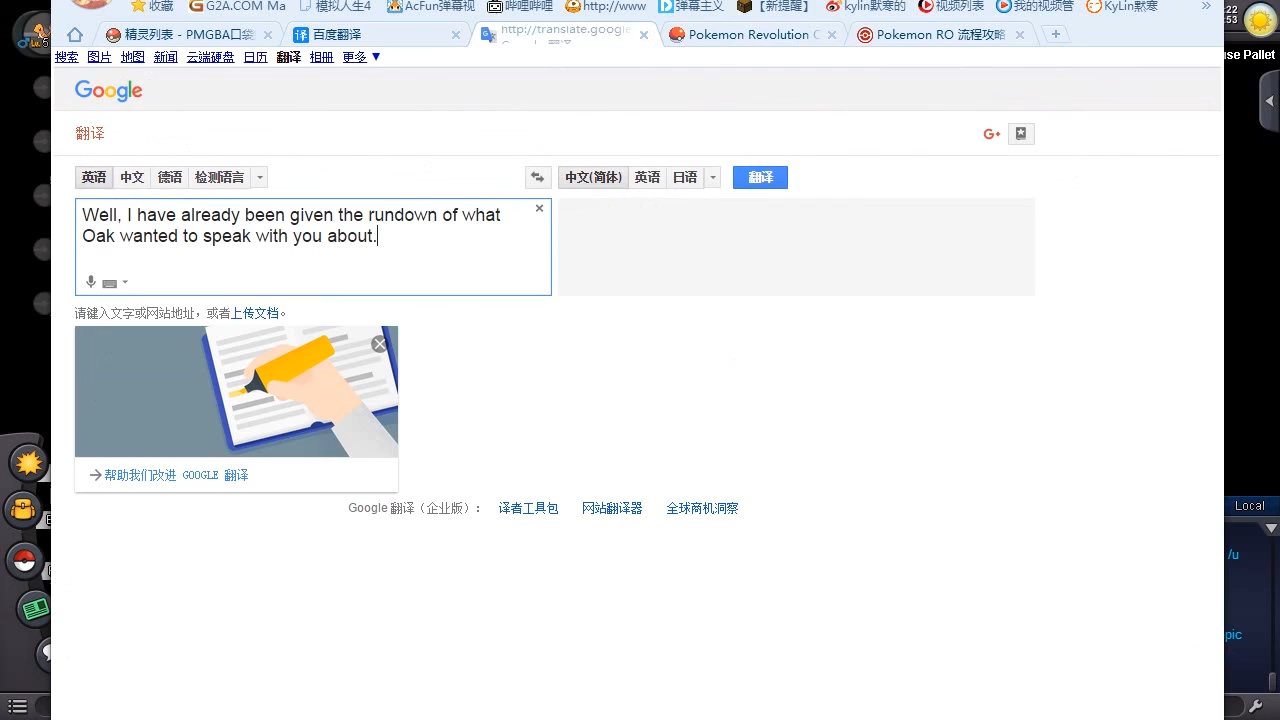 收藏 G2A.COM Ma 模拟人生4 AcFun弹幕视 哔哩哔哩 http://www 弹幕主义 【新提醒】 kylin默寒的 视频列表 我的视频管 KyLin默寒 »
精灵列表 - PMGBA口袋 百度翻译 http://translate.google Pokemon Revolution Pokemon RO 流程攻略
搜索 图片 地图 新闻 云端硬盘 日历 翻译 相册 更多 ▼
Google
翻译
G+
英语 中文 德语 检测语言 中文(简体) 英语 日语 翻译
Well, I have already been given the rundown of what
Oak wanted to speak with you about.
请键入文字或网站地址，或者上传文档。
帮助我们改进 GOOGLE 翻译
Google 翻译（企业版）： 译者工具包 网站翻译器 全球商机洞察
22
53
use Pallet
Local
/u
pic